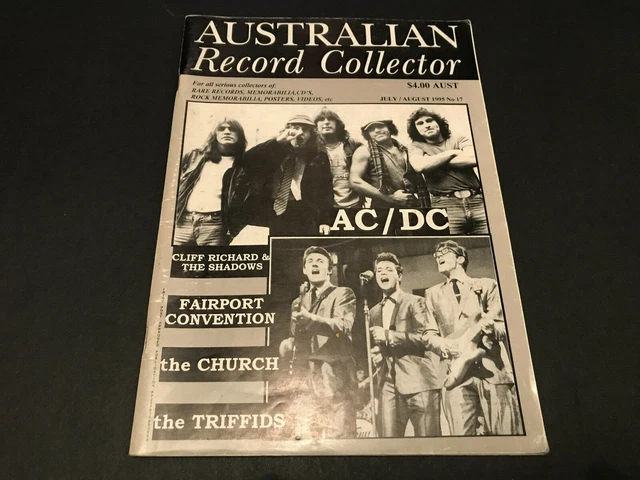 AUSTRALIAN
Record Collector
For all serious collectors of:
RARE RECORDS, MEMORABILIA,CD'S,
ROCK MEMORABILIA, POSTERS, VIDEOS, etc
$4.00 AUST
JULY / AUGUST 1995 No 17
AC/DC
CLIFF RICHARD &
THE SHADOWS
FAIRPORT
CONVENTION
the CHURCH
the TRIFFIDS